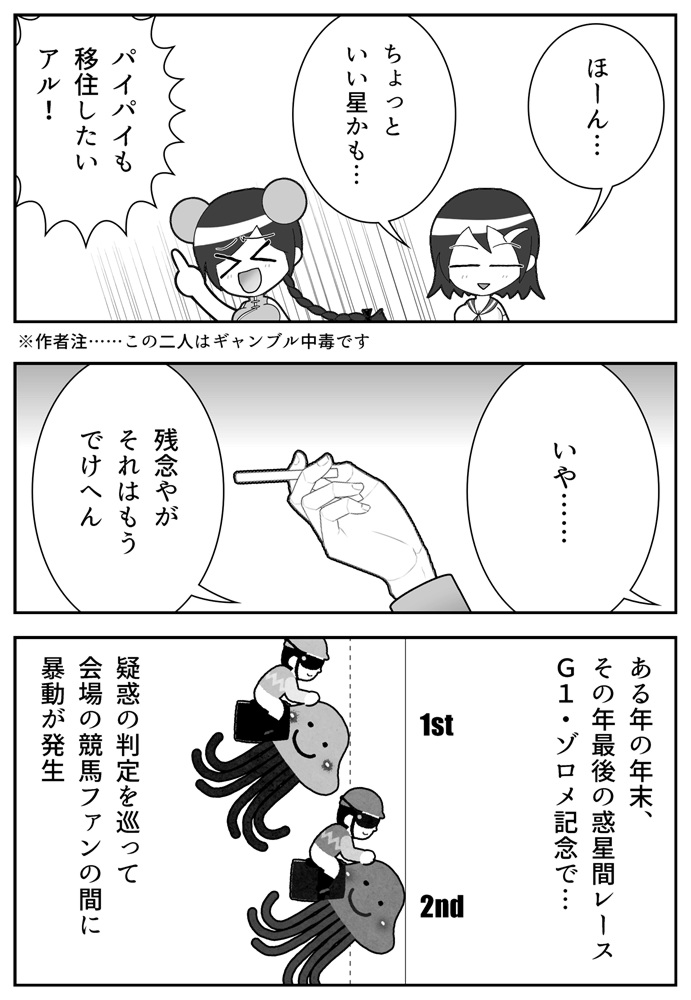 ほーん…
ちょっと
いい星かも…
パイパイも
移住したい
アル！
※作者注……この二人はギャンブル中毒です
いや……
残念やが
それはもう
でけへん
ある年の年末、
その年最後の惑星間レース
G1・ゾロメ記念で…
1st
2nd
疑惑の判定を巡って
会場の競馬ファンの間に
暴動が発生